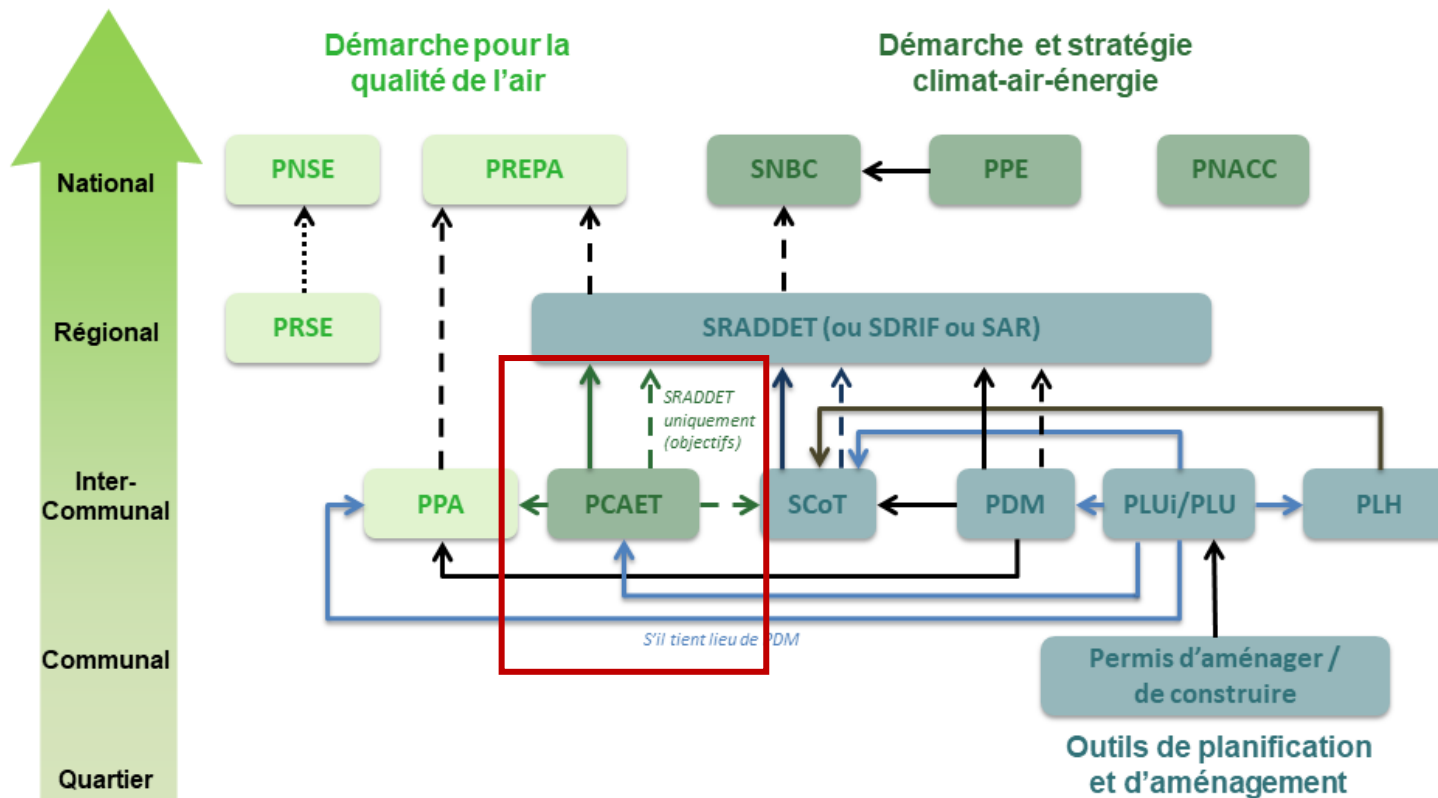 Démarche pour la
qualité de l'air
Démarche et stratégie
climat-air-énergie
National
PNSE
PREPA
SNBC
PPE
PNACC
Régional
PRSE
SRADDET (ou SDRIF ou SAR)
SRADDET
uniquement
(objectifs)
Inter-
Communal
PPA
PCAET
SCoT
PDM
PLUi/PLU
PLH
S'il tient lieu de PDM
Communal
Permis d'aménager /
de construire
Outils de planification
et d'aménagement
Quartier